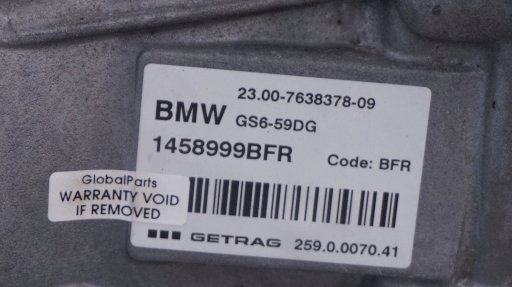 23.00-7638378-09
BMW GS6-59DG
1458999BFR Code: BFR
GlobalParts
WARRANTY VOID
IF REMOVED
GETRAG 259.0.0070.41